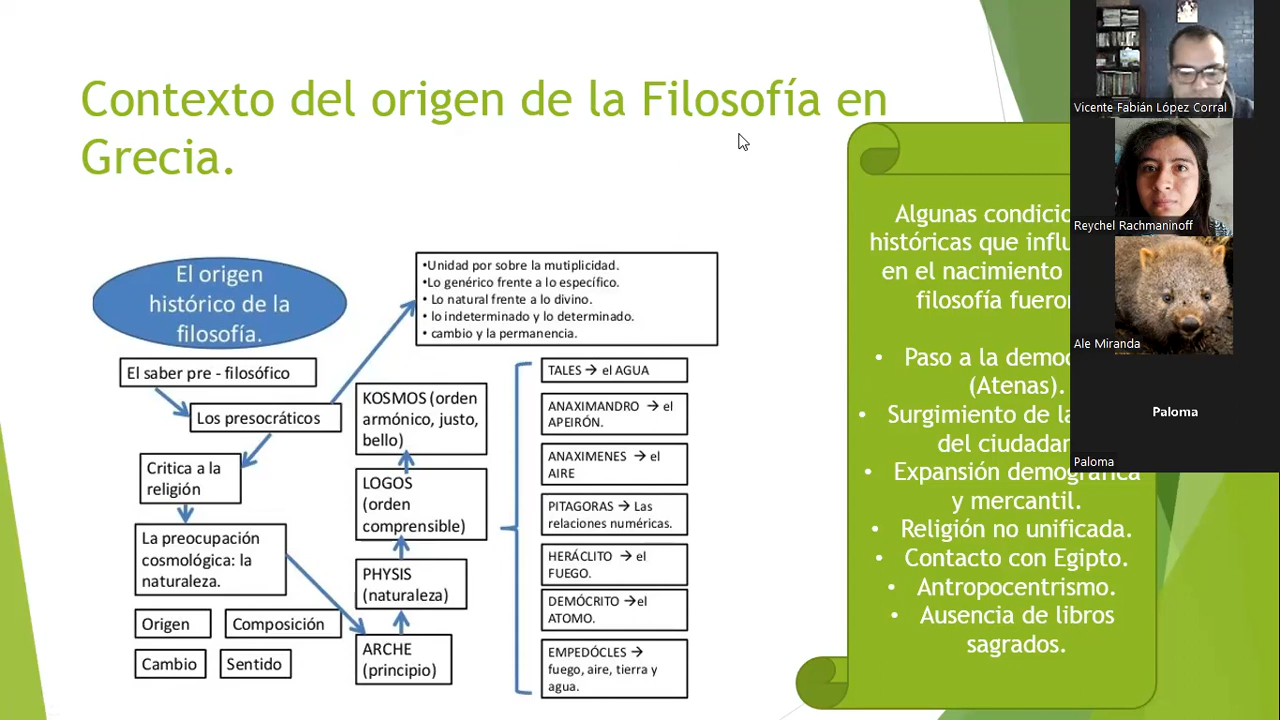 Contexto del origen de la Filosofía en
Grecia.
El origen
histórico de la
filosofía.
•Unidad por sobre la mutiplicidad.
•Lo genérico frente a lo específico.
• Lo natural frente a lo divino.
• lo indeterminado y lo determinado.
• cambio y la permanencia.
El saber pre - filosófico
Los presocráticos
Critica a la
religión
La preocupación
cosmológica: la
naturaleza.
Origen
Composición
Cambio
Sentido
KOSMOS (orden
armónico, justo,
bello)
LOGOS
(orden
comprensible)
PHYSIS
(naturaleza)
ARCHE
(principio)
TALES → el AGUA
ANAXIMANDRO → el
APEIRÓN.
ANAXIMENES → el
AIRE
PITAGORAS → Las
relaciones numéricas.
HERÁCLITO → el
FUEGO.
DEMÓCRITO →el
ATOMO.
EMPEDÓCLES →
fuego, aire, tierra y
agua.
Algunas
históricas que
en el nacimiento
filosofía
• Paso a la
(Atenas).
• Surgimiento de
del
• Expansión demográfica
y mercantil.
• Religión no unificada.
• Contacto con Egipto.
• Antropocentrismo.
• Ausencia de libros
sagrados.
Vicente Fabián López Corral
Reychel Rachmaninoff
Ale Miranda
Paloma
Paloma